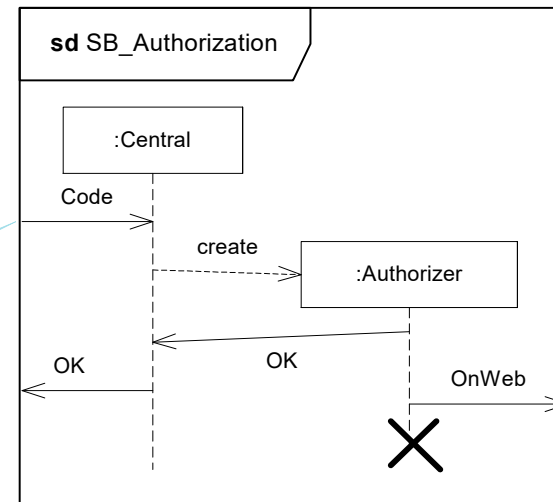 sd SB_Authorization
:Central
Code
create
:Authorizer
OK
OK
OnWeb